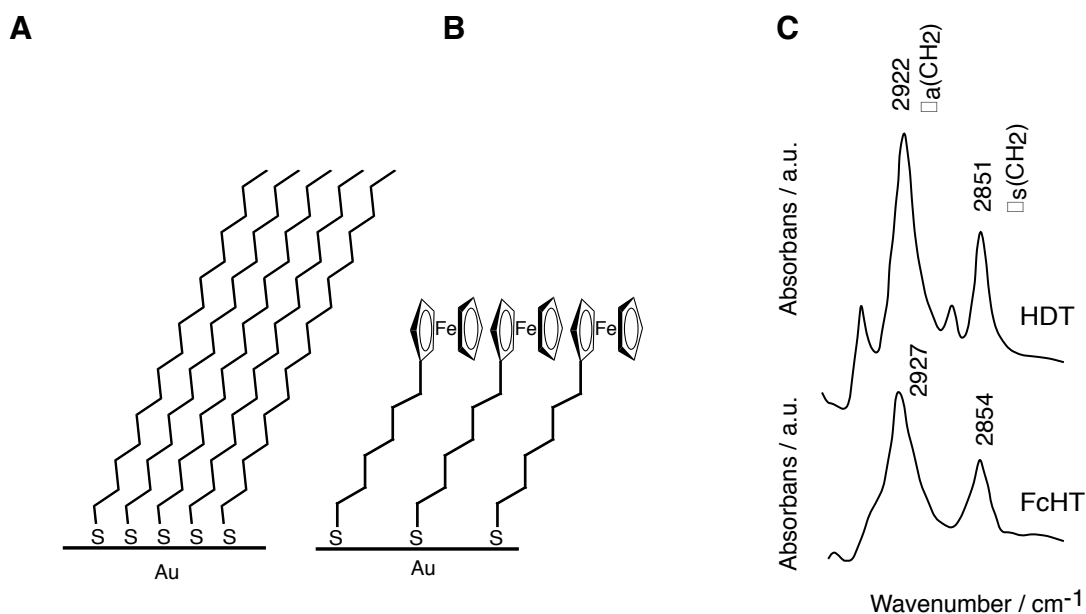 A
B
C
2922
□a(CH2)
2851
□s(CH2)
Absorbans / a.u.
HDT
Fe Fe Fe
2927
2854
Absorbans / a.u.
FcHT
S S S S S
Au
S S S
Au
Wavenumber / cm-1